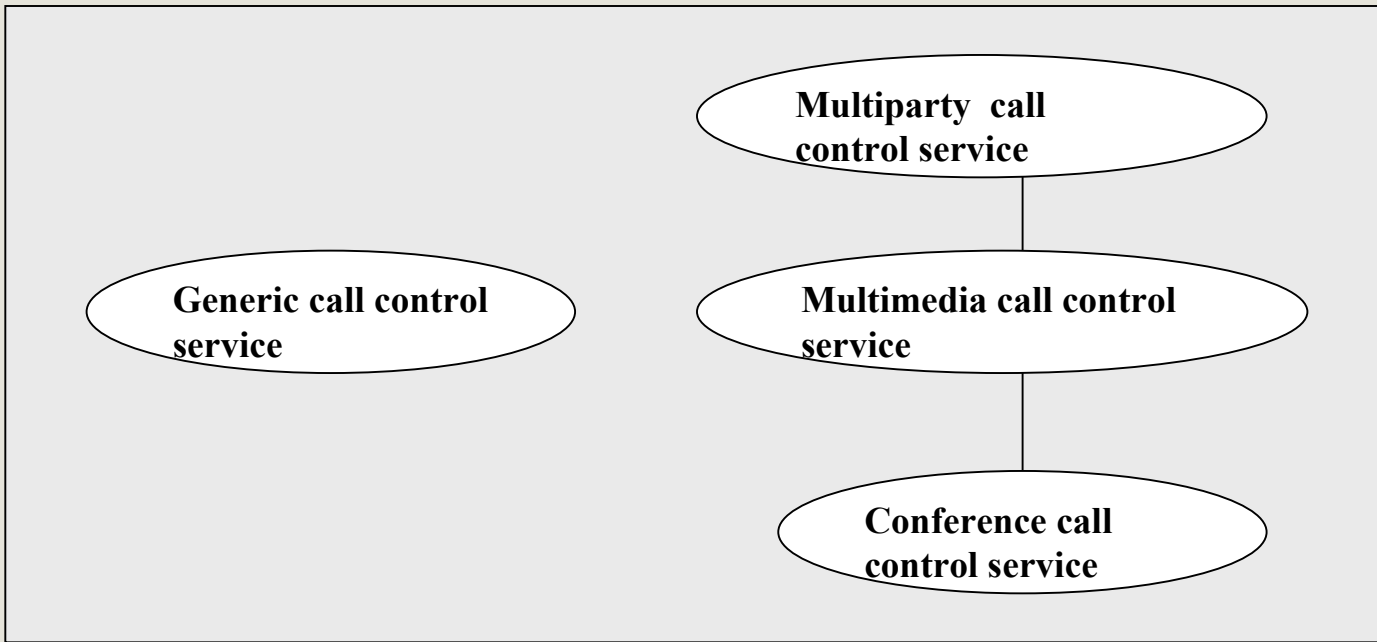 Multiparty  call
control service
Generic call control
service
Multimedia call control
service
Conference call
control service